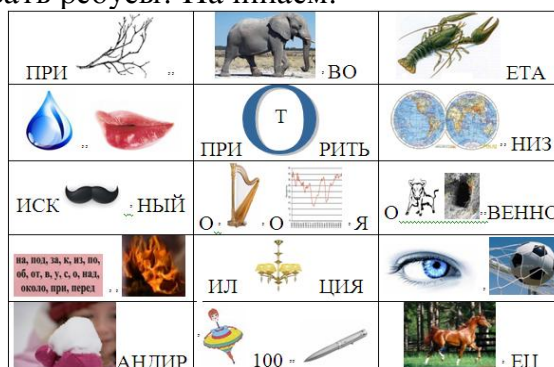 вать ребусы! Начинаем!
ПРИ ,,
, ВО
ЕТА
,,
Т
ПРИ РИТЬ
,, НИЗ
ИСК , НЫЙ
О , , О , Я
О ,, ВЕННО
на, под, за, к, из, по,
об, от, в, у, с, о, над,
около, при, перед
, ,
ИЛ ЦИЯ
,
АНДИР
100 ,,
, ЕЦ